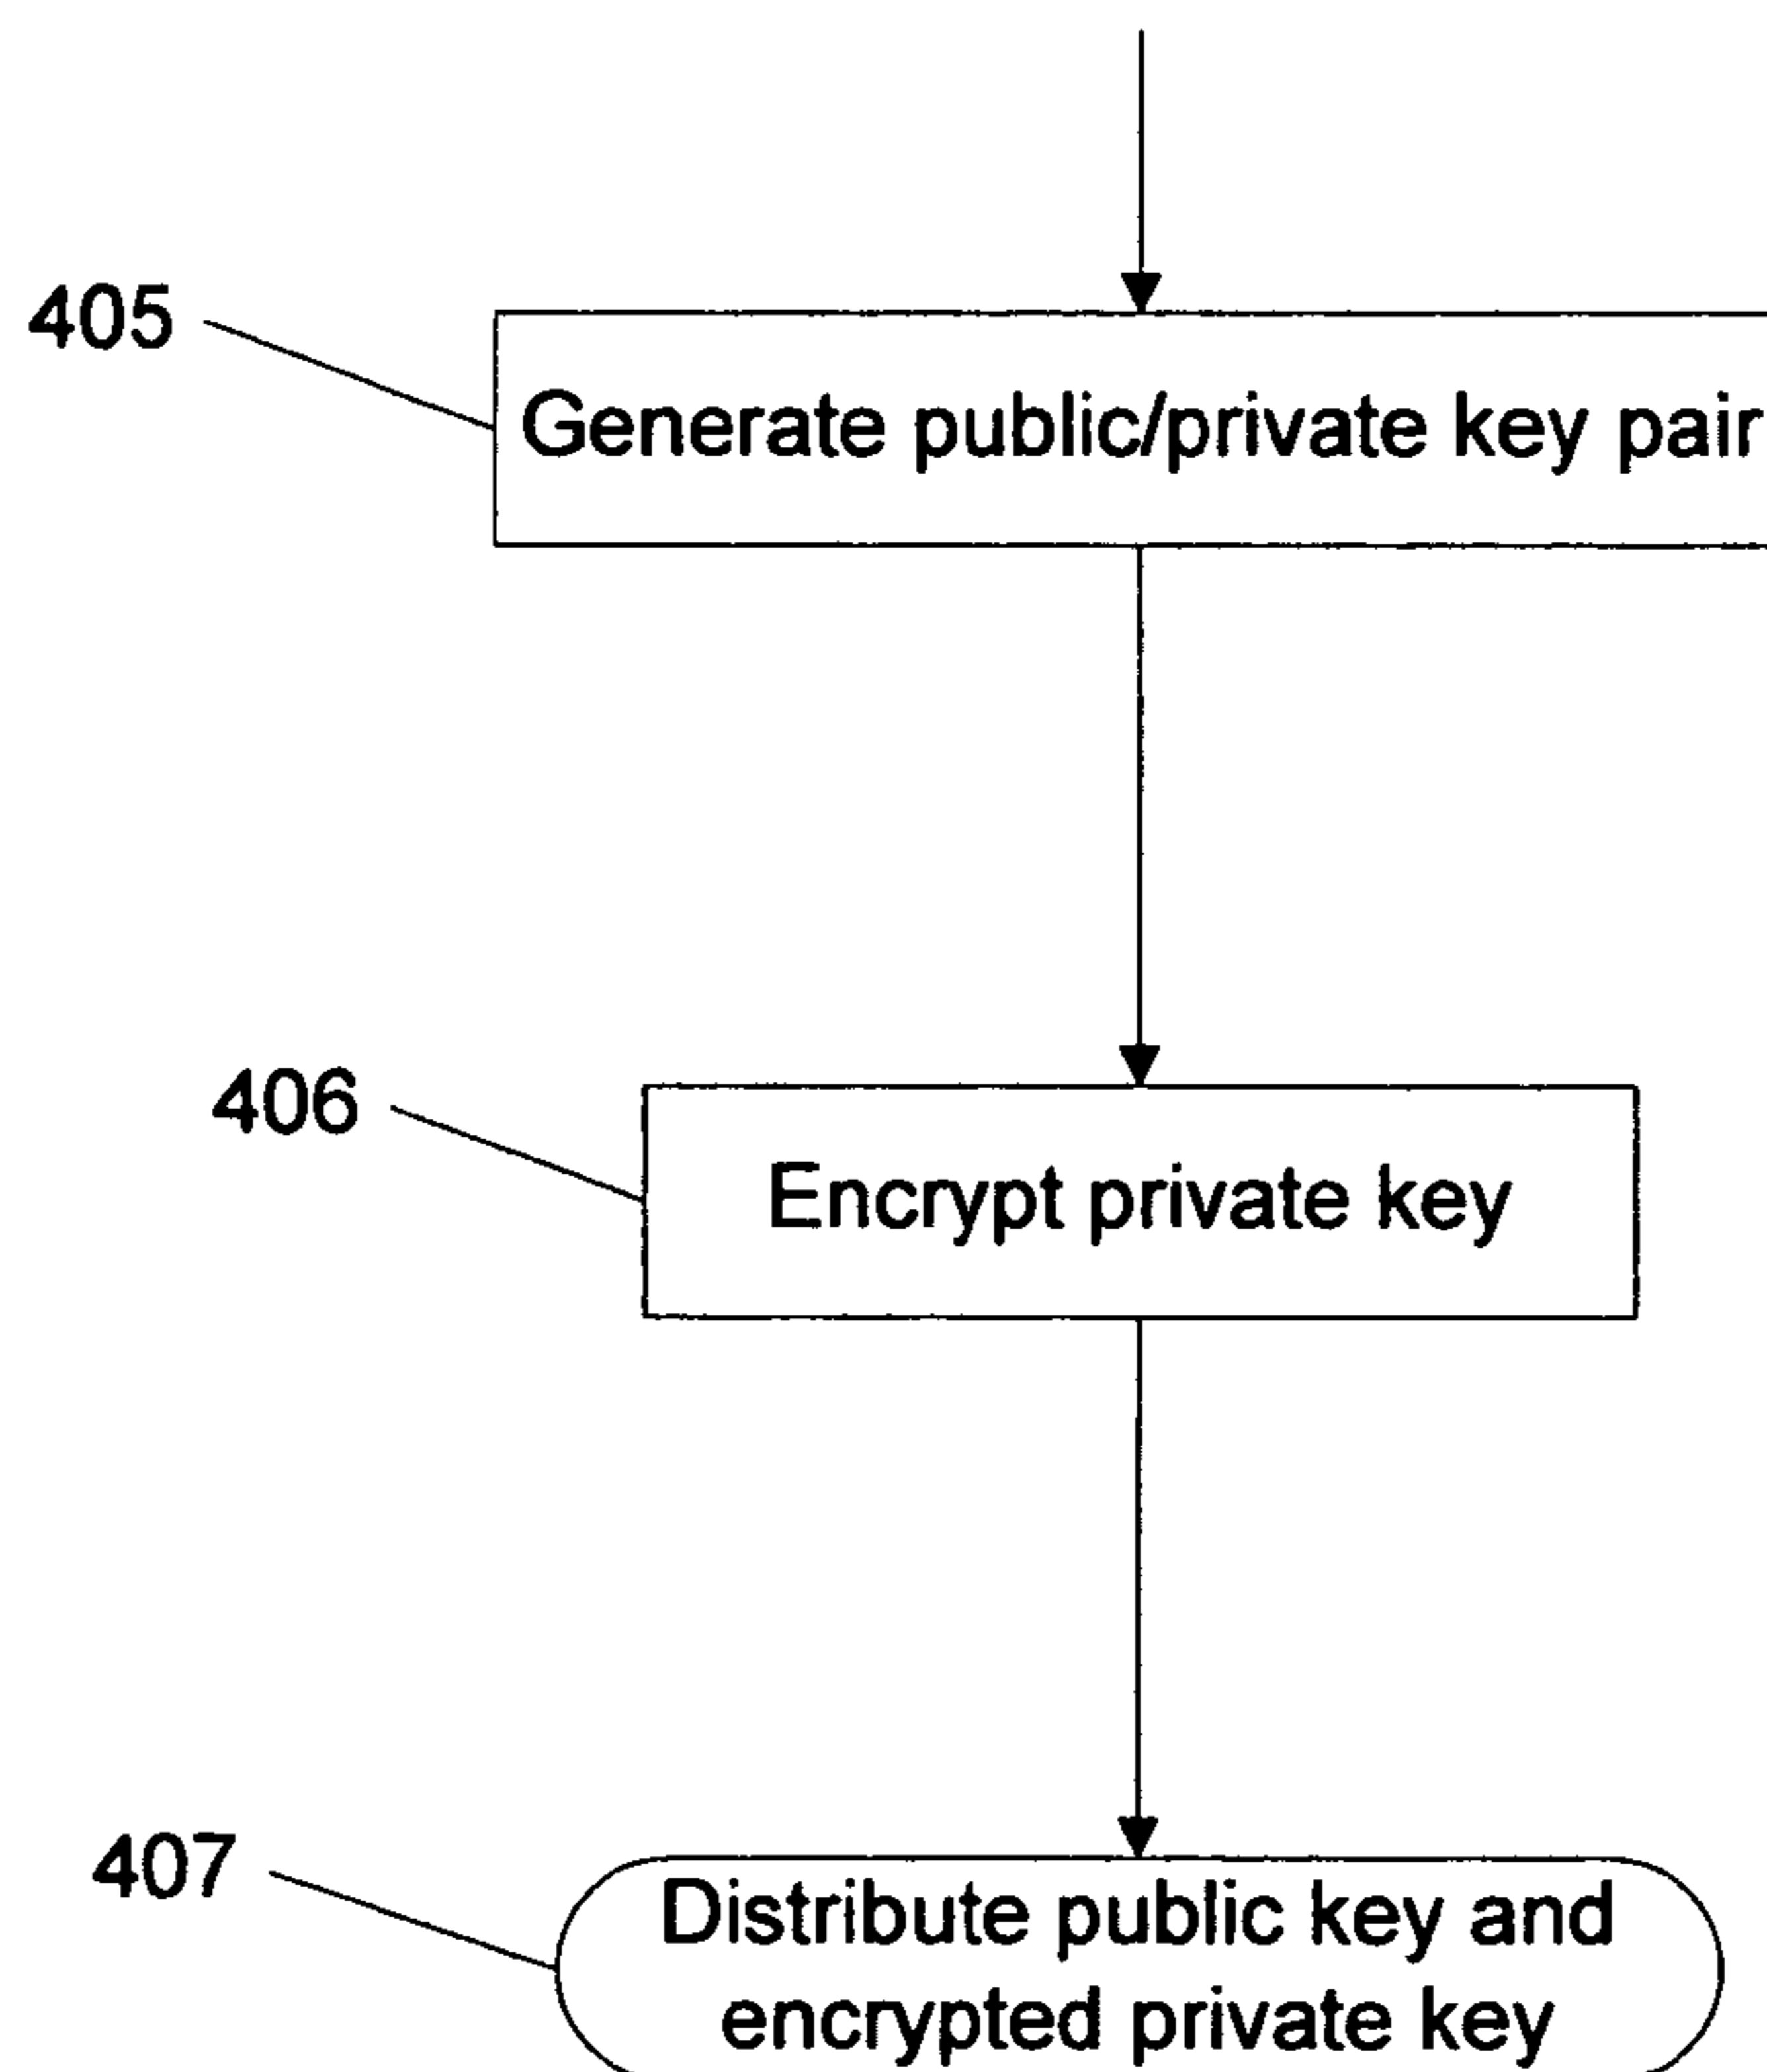 405
Generate public/private key pair
406
Encrypt private key
407
Distribute public key and
encrypted private key